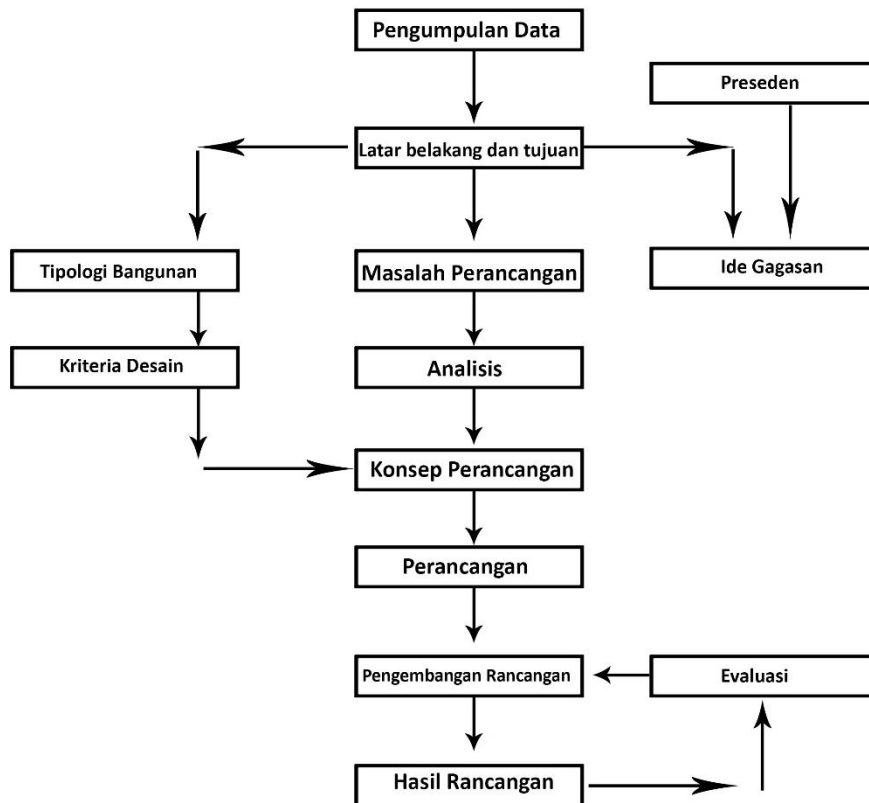 Pengumpulan Data
Preseden
Latar belakang dan tujuan
Tipologi Bangunan
Masalah Perancangan
Ide Gagasan
Kriteria Desain
Analisis
Konsep Perancangan
Perancangan
Pengembangan Rancangan
Evaluasi
Hasil Rancangan